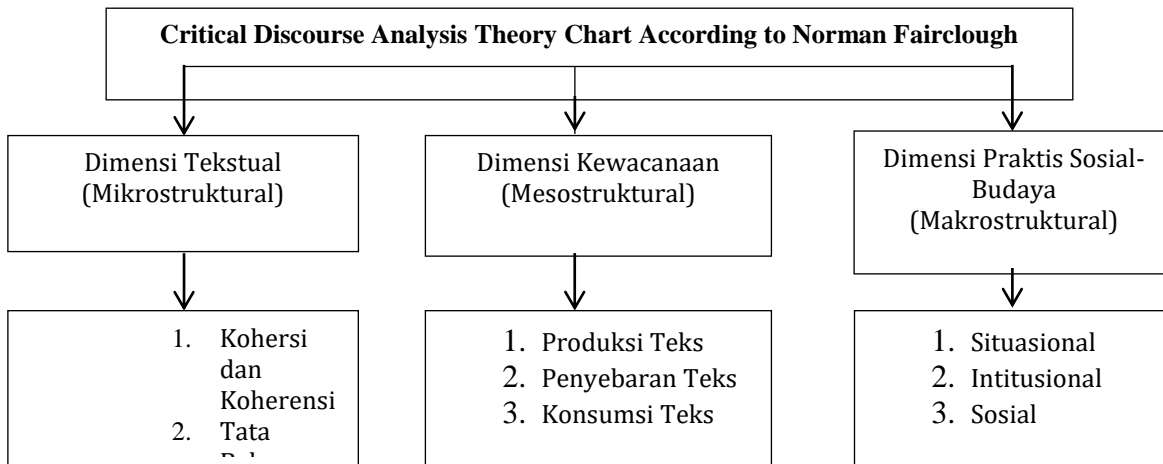 Critical Discourse Analysis Theory Chart According to Norman Fairclough
Dimensi Tekstual
(Mikrostruktural)
Dimensi Kewacanaan
(Mesostruktural)
Dimensi Praktis Sosial-
Budaya
(Makrostruktural)
1. Kohersi
dan
Koherensi
2. Tata
1. Produksi Teks
2. Penyebaran Teks
3. Konsumsi Teks
1. Situasional
2. Intitusional
3. Sosial